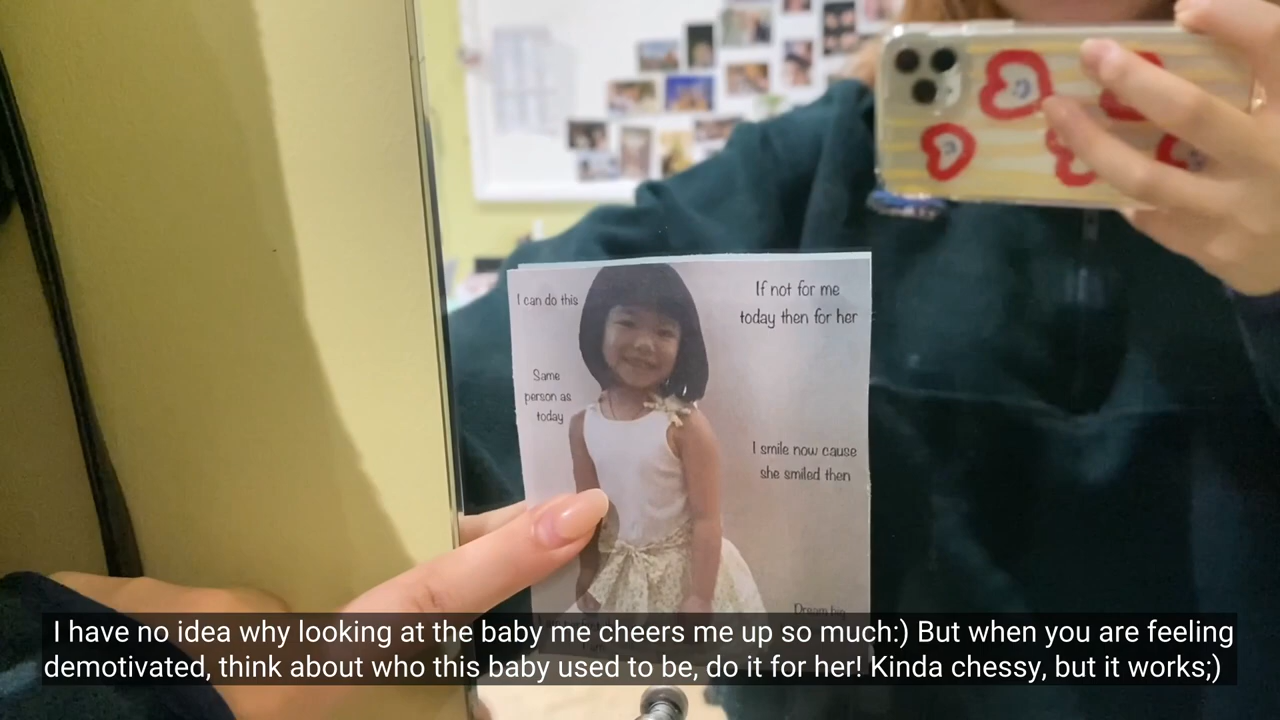 I can do this
If not for me
today then for her
Same
person as
today
I smile now cause
she smiled then
Dream big
I have no idea why looking at the baby me cheers me up so much:) But when you are feeling
demotivated, think about who this baby used to be, do it for her! Kinda chessy, but it works;)